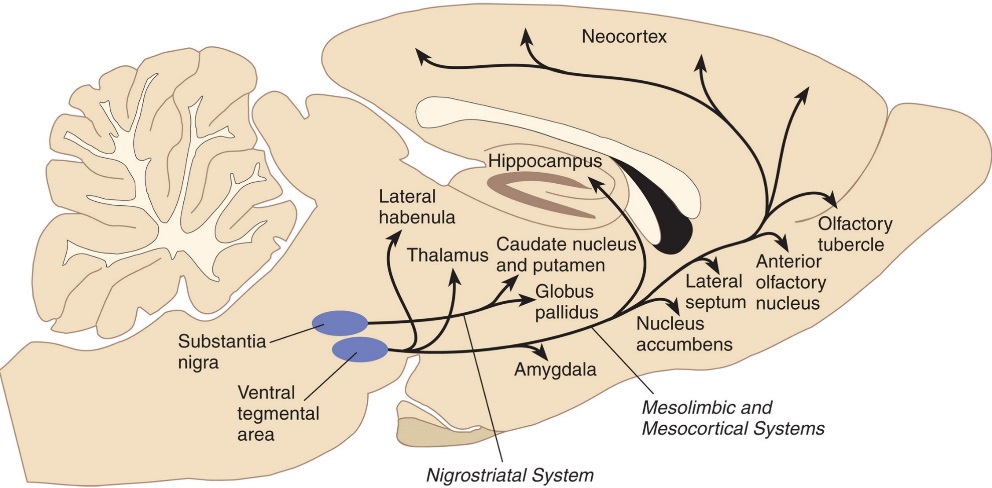 Neocortex
Hippocampus
Lateral
habenula
Thalamus
Caudate nucleus
and putamen
Globus
pallidus
Olfactory
tubercle
Anterior
olfactory
nucleus
Lateral
septum
Nucleus
accumbens
Substantia
nigra
Amygdala
Ventral
tegmental
area
Mesolimbic and
Mesocortical Systems
Nigrostriatal System